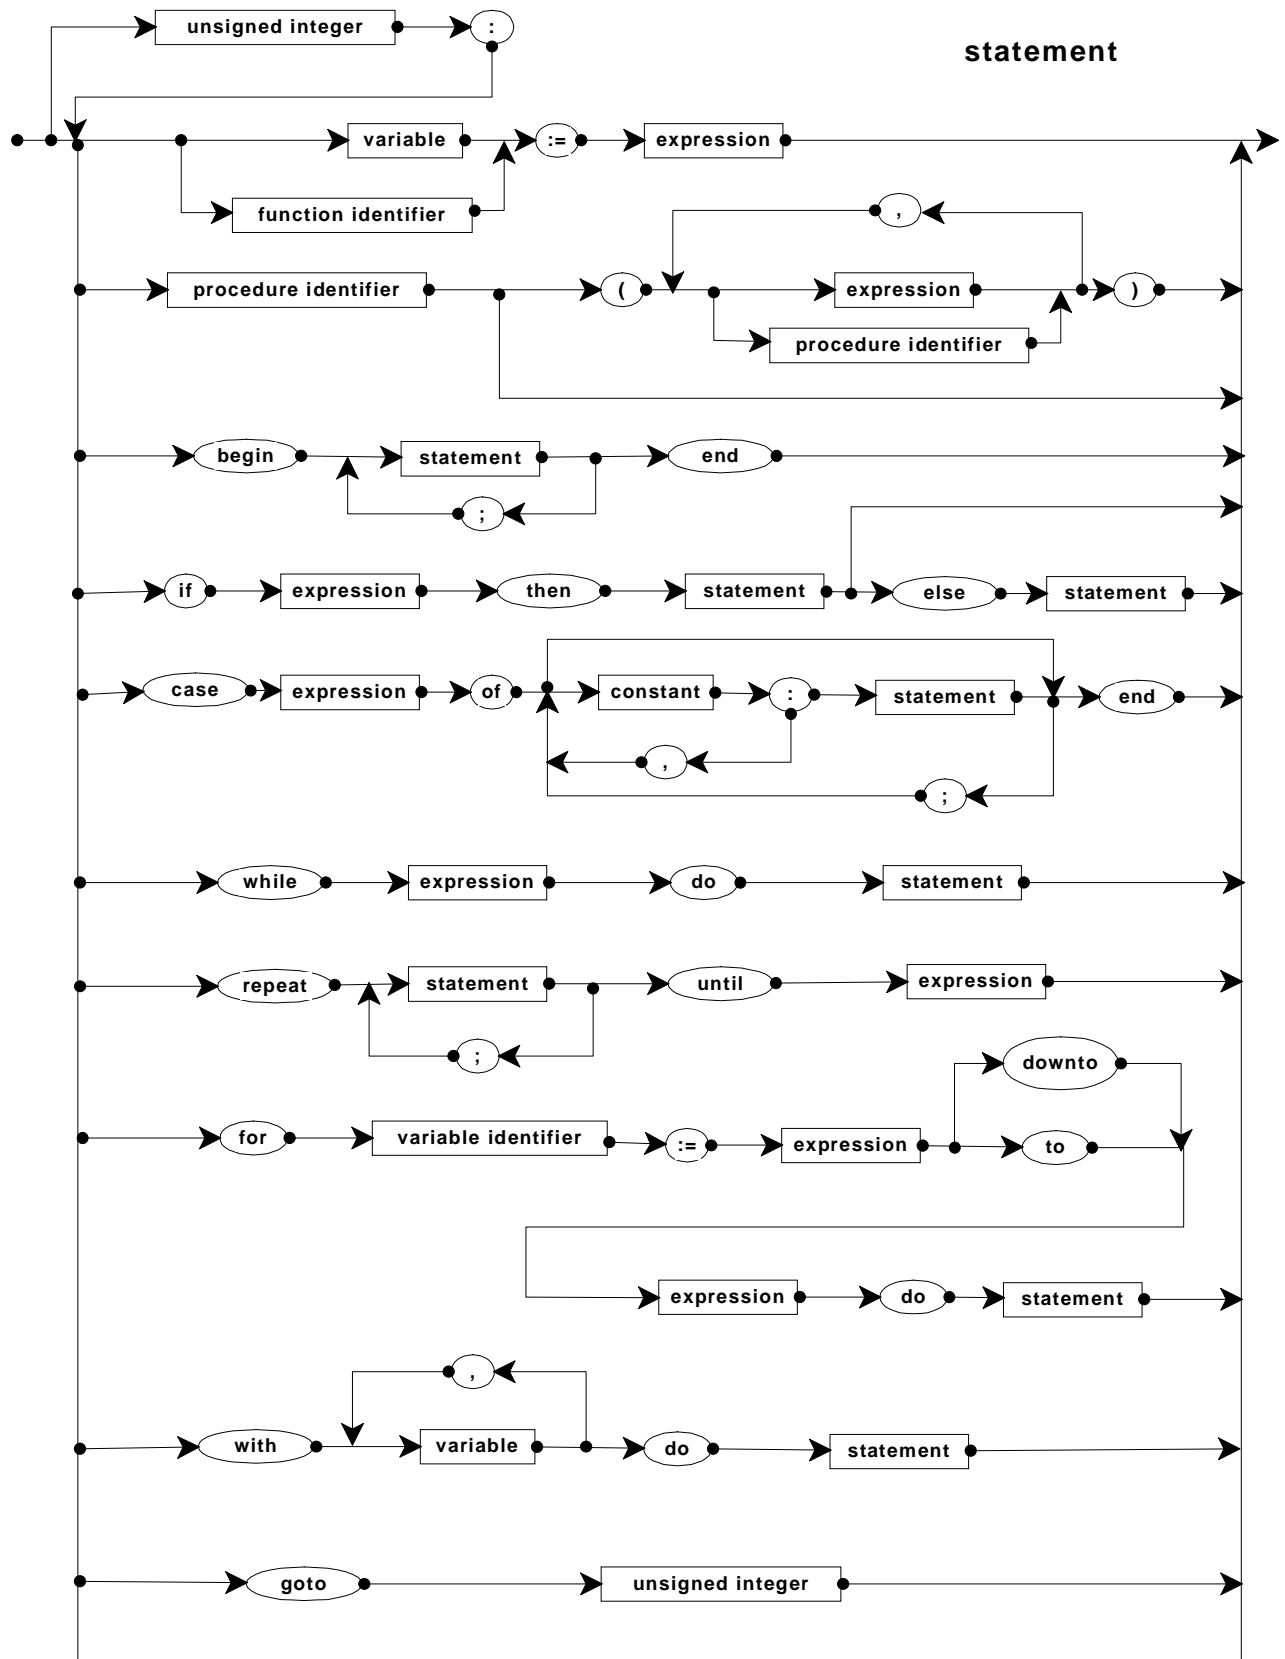 unsigned integer :
statement
variable := expression
function identifier
,
procedure identifier ( expression )
procedure identifier
begin statement end
;
if expression then statement else statement
case expression of constant : statement end
,
;
while expression do statement
repeat statement until expression
;
downto
for variable identifier := expression to
expression do statement
,
with variable do statement
goto unsigned integer